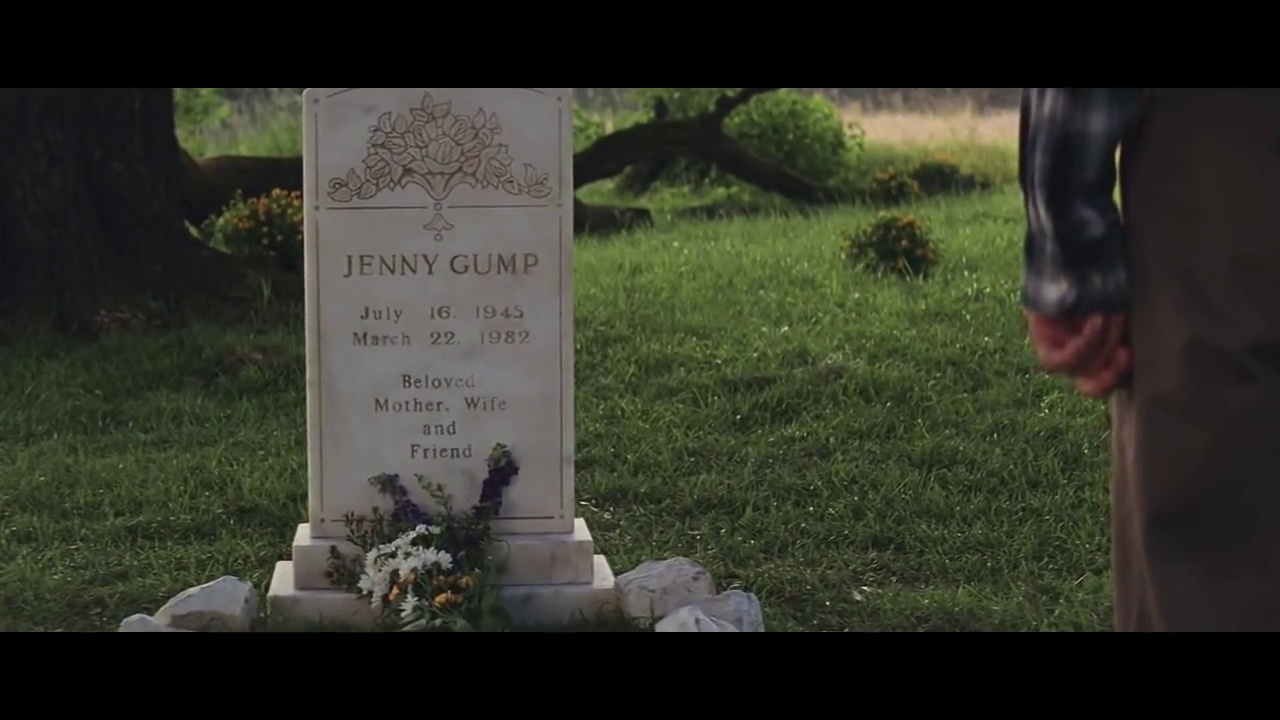 JENNY GUMP
July 16. 1945
March 22. 1982
Beloved
Mother. Wife
and
Friend